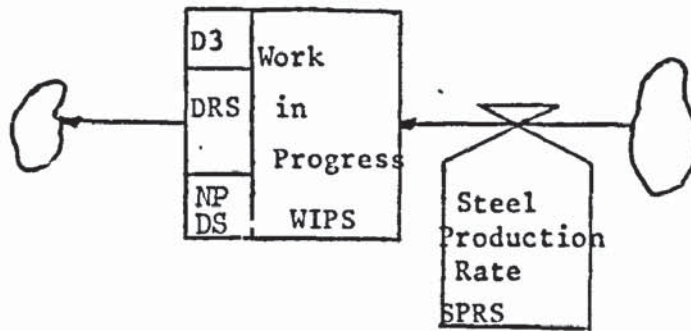 D3
DRS
NP
DS
Work
in
Progress
WIPS
Steel
Production
Rate
SPRS